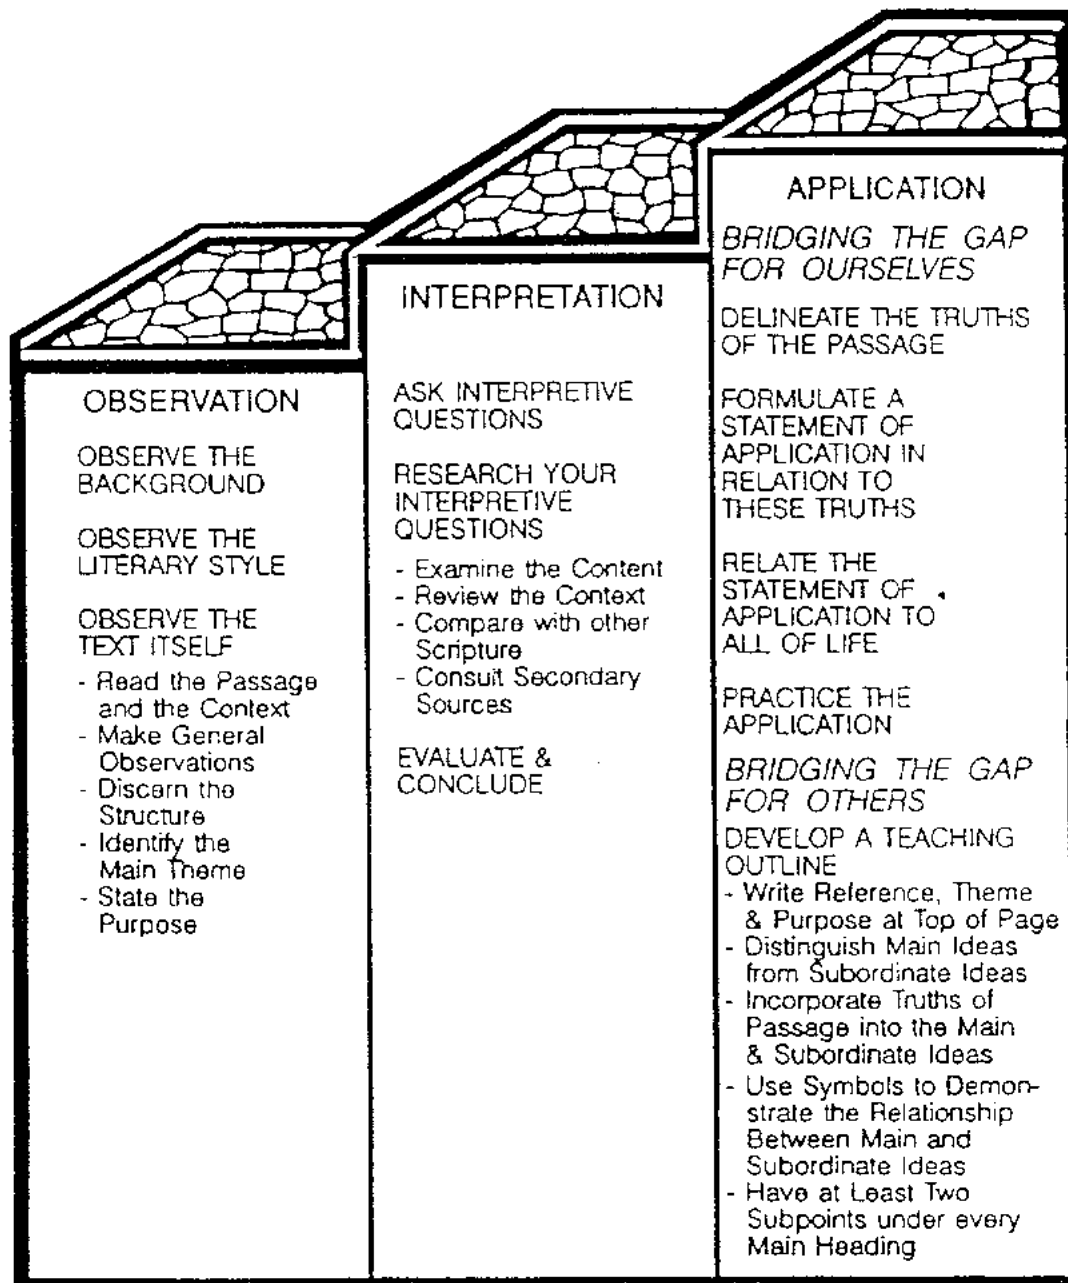 OBSERVATION
OBSERVE THE
BACKGROUND
OBSERVE THE
LITERARY STYLE
OBSERVE THE
TEXT ITSELF
- Read the Passage
and the Context
- Make General
Observations
- Discern the
Structure
- Identify the
Main Theme
- State the
Purpose
INTERPRETATION
ASK INTERPRETIVE
QUESTIONS
RESEARCH YOUR
INTERPRETIVE
QUESTIONS
- Examine the Content
- Review the Context
- Compare with other
Scripture
- Consult Secondary
Sources
EVALUATE &
CONCLUDE
APPLICATION
BRIDGING THE GAP
FOR OURSELVES
DELINEATE THE TRUTHS
OF THE PASSAGE
FORMULATE A
STATEMENT OF
APPLICATION IN
RELATION TO
THESE TRUTHS
RELATE THE
STATEMENT OF
APPLICATION TO
ALL OF LIFE
PRACTICE THE
APPLICATION
BRIDGING THE GAP
FOR OTHERS
DEVELOP A TEACHING
OUTLINE
- Write Reference, Theme
& Purpose at Top of Page
- Distinguish Main Ideas
from Subordinate Ideas
- Incorporate Truths of
Passage into the Main
& Subordinate Ideas
- Use Symbols to Demon-
strate the Relationship
Between Main and
Subordinate Ideas
- Have at Least Two
Subpoints under every
Main Heading